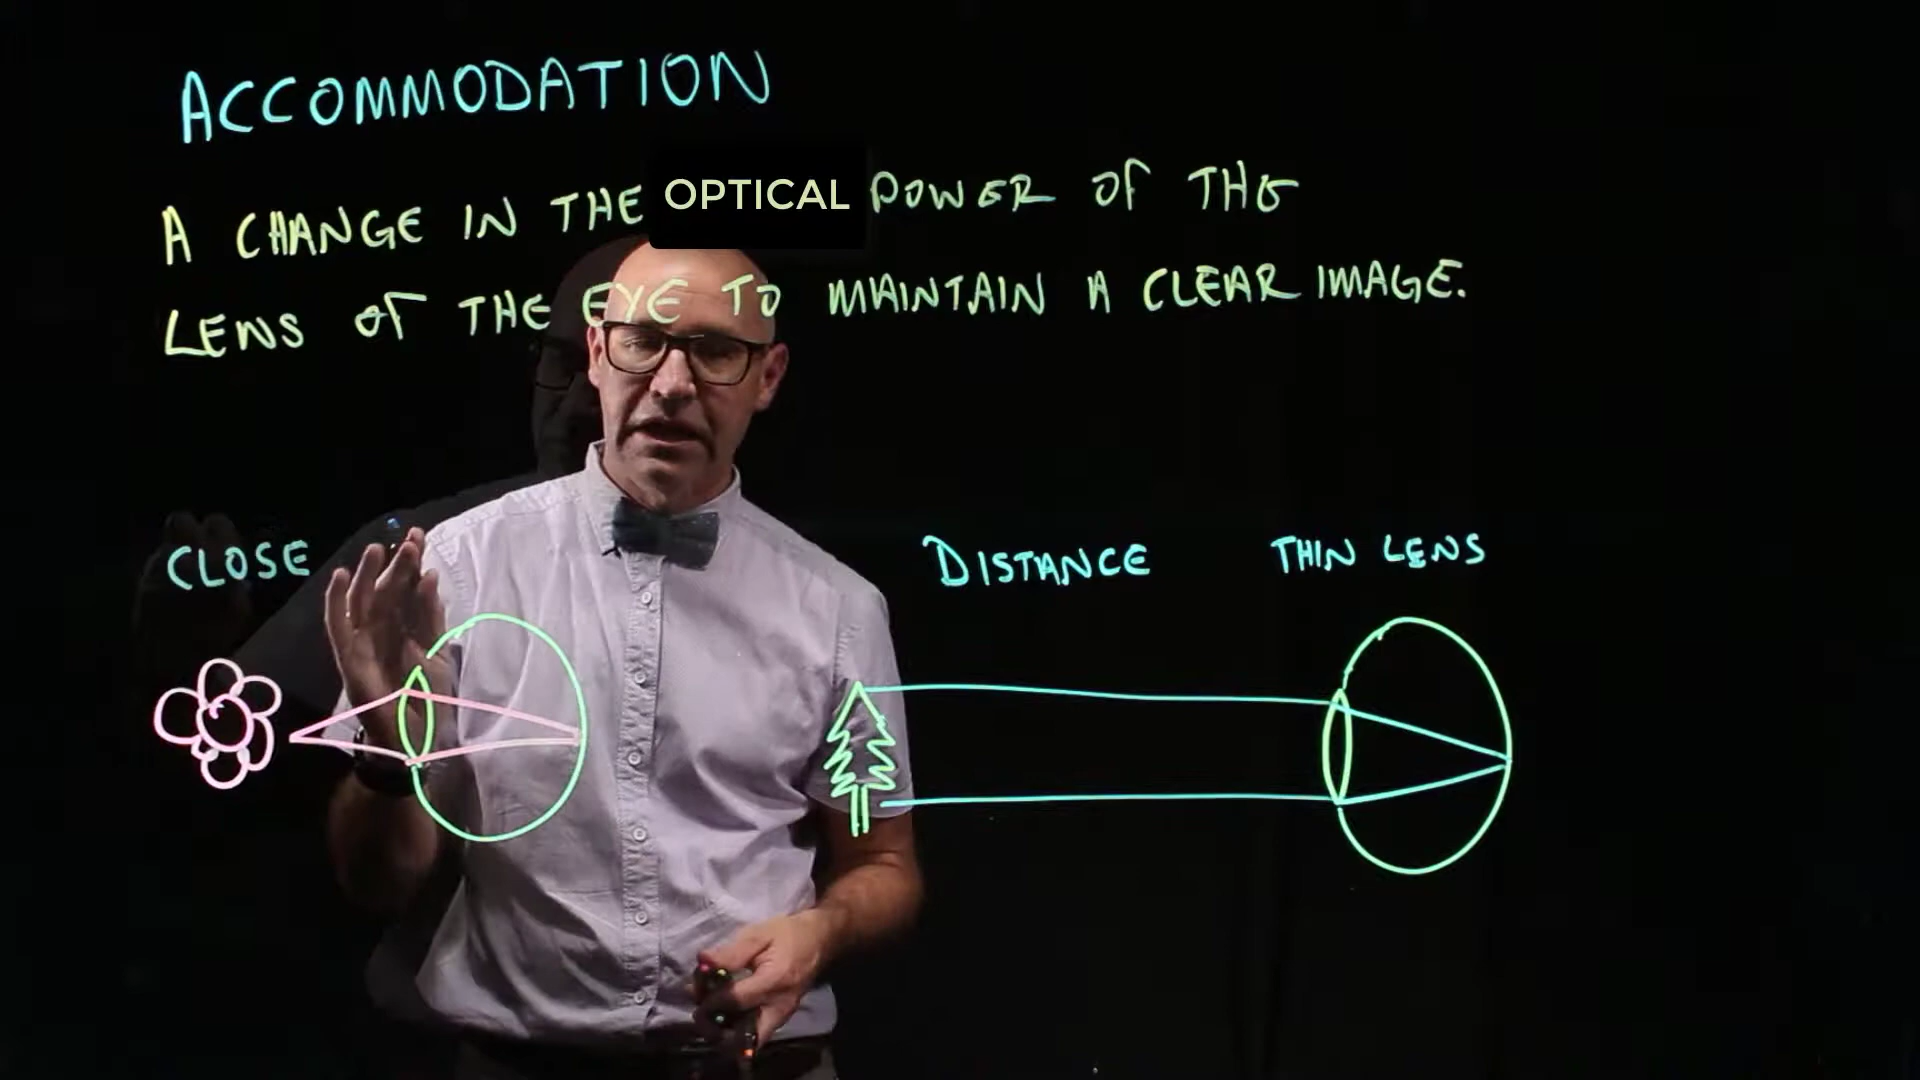 ACCOMMODATION
A CHANGE IN THE OPTICAL POWER OF THE
LENS OF THE EYE TO MAINTAIN A CLEAR IMAGE.
CLOSE
DISTANCE
THIN LENS